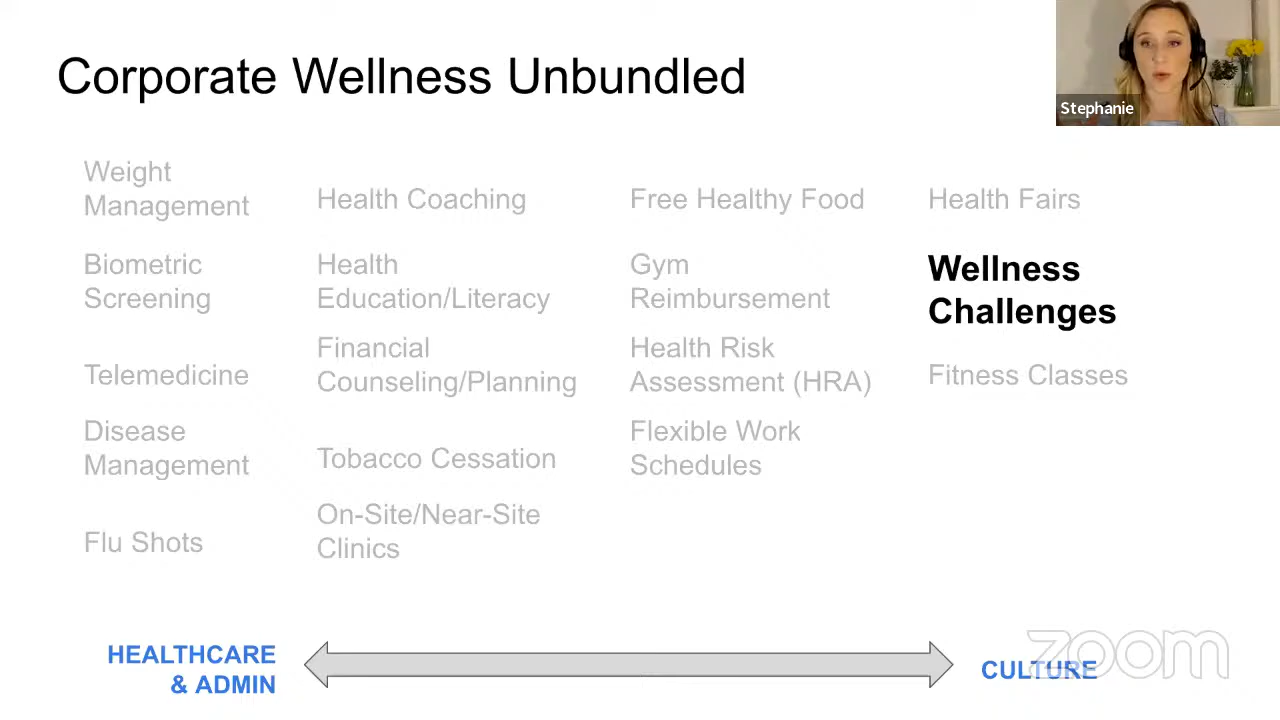 Corporate Wellness Unbundled
Stephanie
Weight
Management
Health Coaching
Free Healthy Food
Health Fairs
Biometric
Screening
Health
Education/Literacy
Gym
Reimbursement
Wellness
Challenges
Telemedicine
Financial
Counseling/Planning
Health Risk
Assessment (HRA)
Fitness Classes
Disease
Management
Tobacco Cessation
Flexible Work
Schedules
Flu Shots
On-Site/Near-Site
Clinics
HEALTHCARE
& ADMIN
CULTURE
zoom